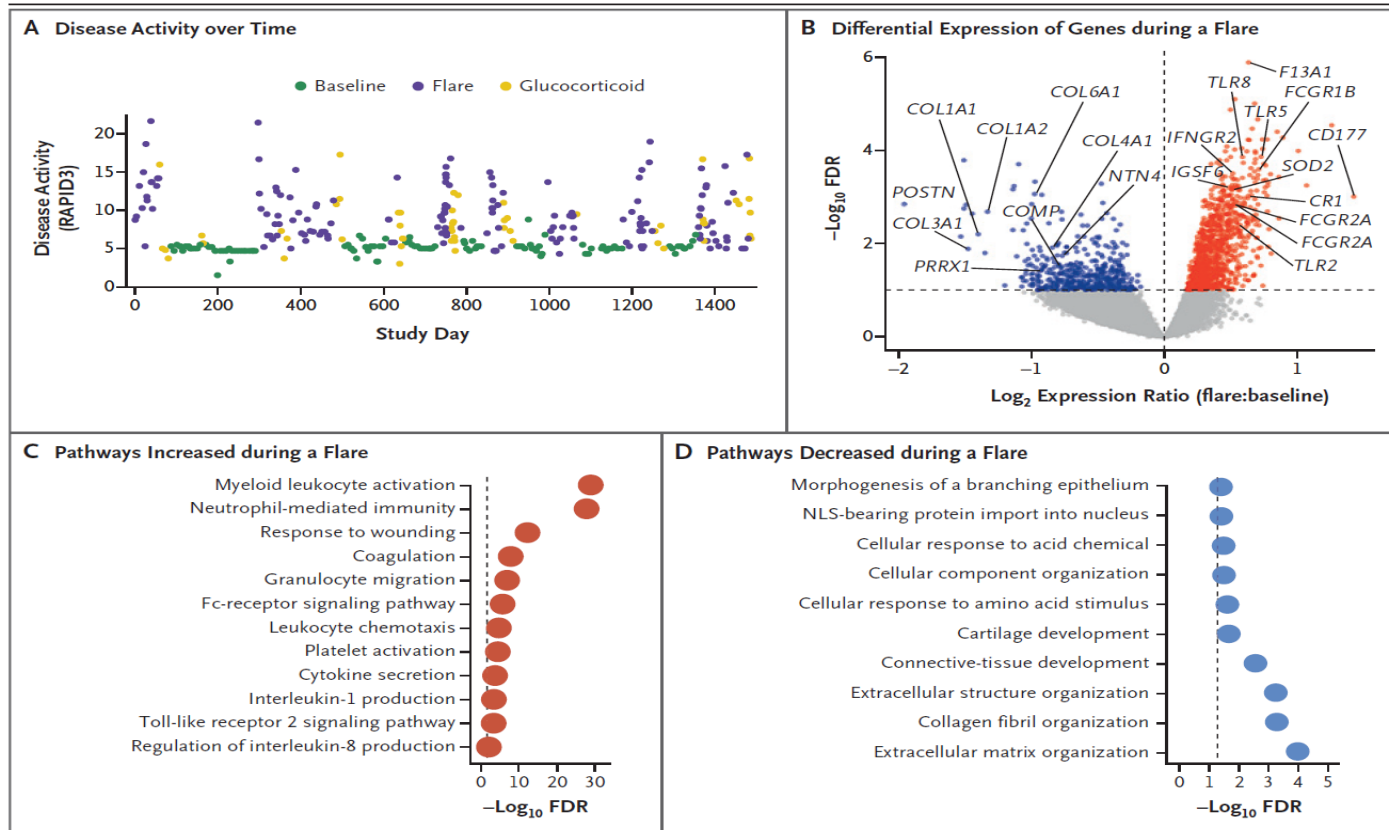 A Disease Activity over Time
Baseline Flare Glucocorticoid
Disease Activity
(RAPID3)
20
15
10
5
0
0 200 400 600 800 1000 1200 1400
Study Day
B Differential Expression of Genes during a Flare
−Log10 FDR
6
4
2
0
F13A1
TLR8
FCGR1B
COL6A1
COL1A1
TLR5
COL1A2
CD177
COL4A1
IFNGR2
NTN4
IGSF6
SOD2
POSTN
CR1
COMP
COL3A1
FCGR2A
FCGR2A
PRRX1
TLR2
−2 −1 0 1
Log2 Expression Ratio (flare:baseline)
C Pathways Increased during a Flare
Myeloid leukocyte activation
Neutrophil-mediated immunity
Response to wounding
Coagulation
Granulocyte migration
Fc-receptor signaling pathway
Leukocyte chemotaxis
Platelet activation
Cytokine secretion
Interleukin-1 production
Toll-like receptor 2 signaling pathway
Regulation of interleukin-8 production
0 10 20 30
−Log10 FDR
D Pathways Decreased during a Flare
Morphogenesis of a branching epithelium
NLS-bearing protein import into nucleus
Cellular response to acid chemical
Cellular component organization
Cellular response to amino acid stimulus
Cartilage development
Connective-tissue development
Extracellular structure organization
Collagen fibril organization
Extracellular matrix organization
0 1 2 3 4 5
−Log10 FDR